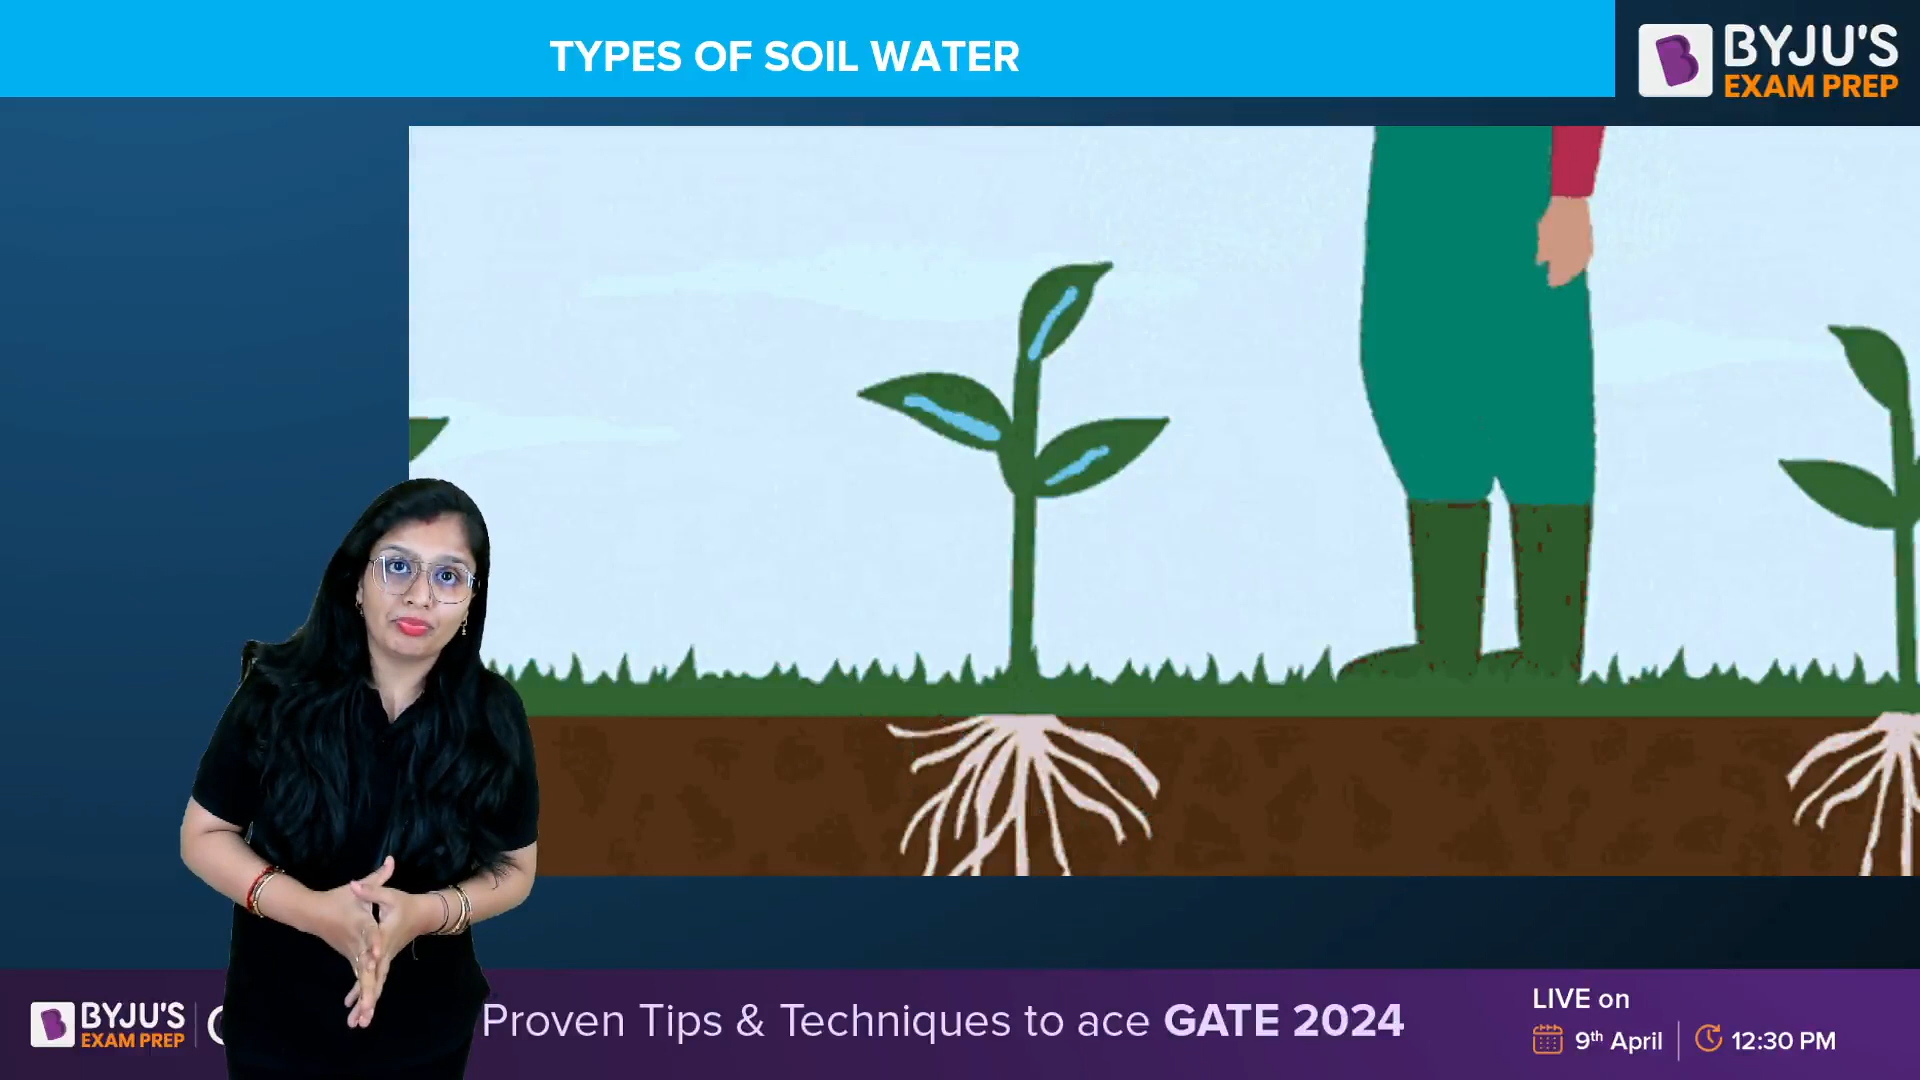 TYPES OF SOIL WATER
BYJU'S
EXAM PREP
BYJU'S
EXAM PREP
Proven Tips & Techniques to ace GATE 2024
LIVE on
9th April
12:30 PM